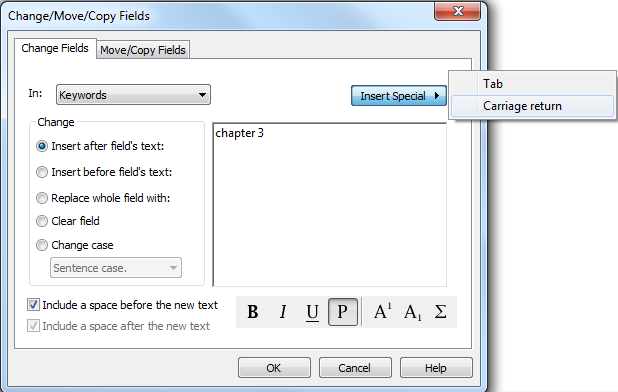 Change/Move/Copy Fields
Change Fields
Move/Copy Fields
In:
Keywords
Insert Special
Tab
Carriage return
Change
Insert after field's text:
Insert before field's text:
Replace whole field with:
Clear field
Change case
Sentence case.
chapter 3
Include a space before the new text
Include a space after the new text
B I U P A1 A1 Σ
OK
Cancel
Help